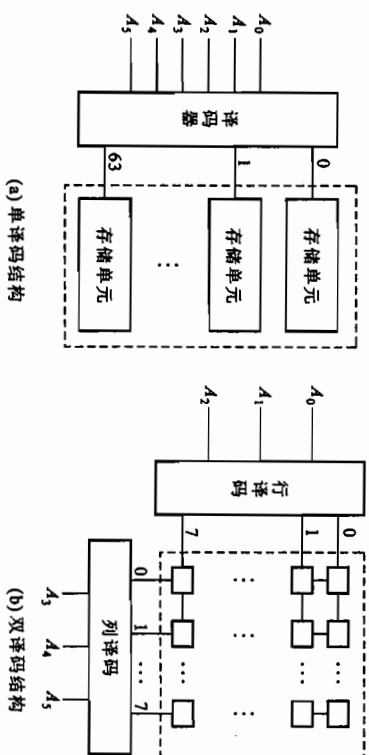 A₀
A₁
A₂
A₃
A₄
A₅
译码器
0
1
63
存储单元
存储单元
⋮
存储单元
(a) 单译码结构
A₀
A₁
A₂
行译码
0
1
7
⋮
⋮
⋯
⋯
⋯
0
1
⋯
7
列译码
A₃
A₄
A₅
(b) 双译码结构